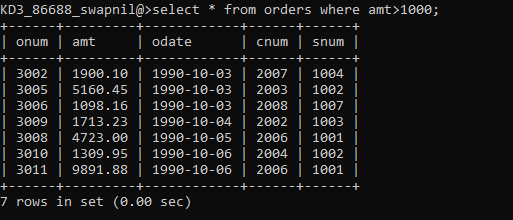 KD3_86688_swapnil@>select * from orders where amt>1000;
+------+---------+------------+------+------+
| onum | amt     | odate      | cnum | snum |
+------+---------+------------+------+------+
| 3002 | 1900.10 | 1990-10-03 | 2007 | 1004 |
| 3005 | 5160.45 | 1990-10-03 | 2003 | 1002 |
| 3006 | 1098.16 | 1990-10-03 | 2008 | 1007 |
| 3009 | 1713.23 | 1990-10-04 | 2002 | 1003 |
| 3008 | 4723.00 | 1990-10-05 | 2006 | 1001 |
| 3010 | 1309.95 | 1990-10-06 | 2004 | 1002 |
| 3011 | 9891.88 | 1990-10-06 | 2006 | 1001 |
+------+---------+------------+------+------+
7 rows in set (0.00 sec)